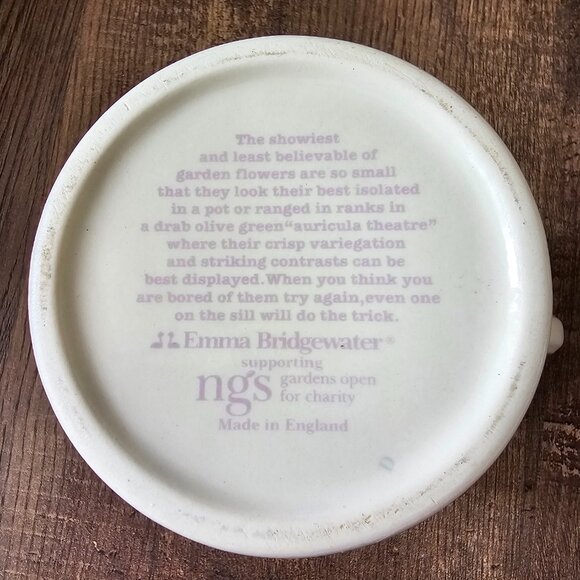 The showiest
and least believable of
garden flowers are so small
that they look their best isolated
in a pot or ranged in ranks in
a drab olive green"auricula theatre"
where their crisp variegation
and striking contrasts can be
best displayed.When you think you
are bored of them try again,even one
on the sill will do the trick.
Emma Bridgewater®
supporting
ngs gardens open
for charity
Made in England